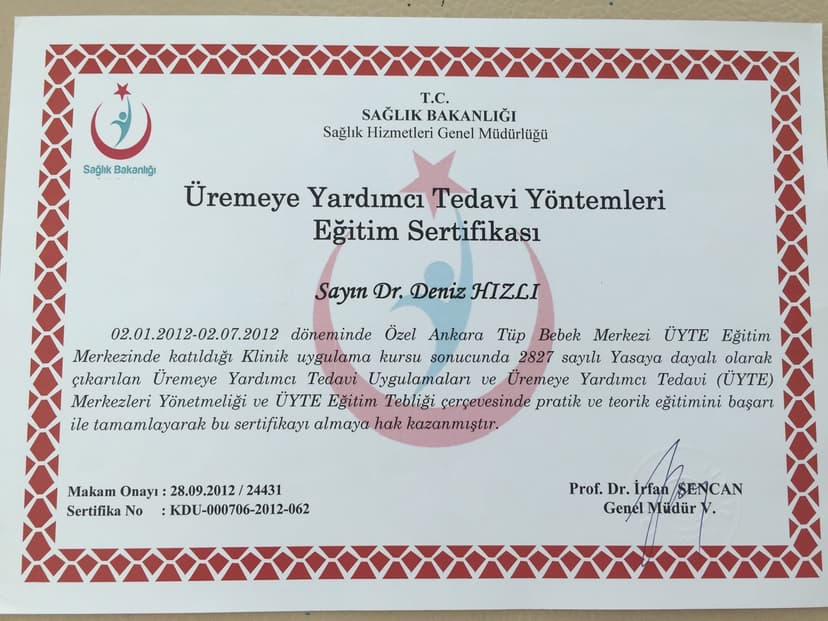 Sağlık Bakanlığı
T.C.
SAĞLIK BAKANLIĞI
Sağlık Hizmetleri Genel Müdürlüğü
Üremeye Yardımcı Tedavi Yöntemleri
Eğitim Sertifikası
Sayın Dr. Deniz HIZLI
02.01.2012-02.07.2012 döneminde Özel Ankara Tüp Bebek Merkezi ÜYTE Eğitim
Merkezinde katıldığı Klinik uygulama kursu sonucunda 2827 sayılı Yasaya dayalı olarak
çıkarılan Üremeye Yardımcı Tedavi Uygulamaları ve Üremeye Yardımcı Tedavi (ÜYTE)
Merkezleri Yönetmeliği ve ÜYTE Eğitim Tebliği çerçevesinde pratik ve teorik eğitimini başarı
ile tamamlayarak bu sertifikayı almaya hak kazanmıştır.
Makam Onayı : 28.09.2012 / 24431
Sertifika No : KDU-000706-2012-062
Prof. Dr. İrfan ŞENCAN
Genel Müdür V.